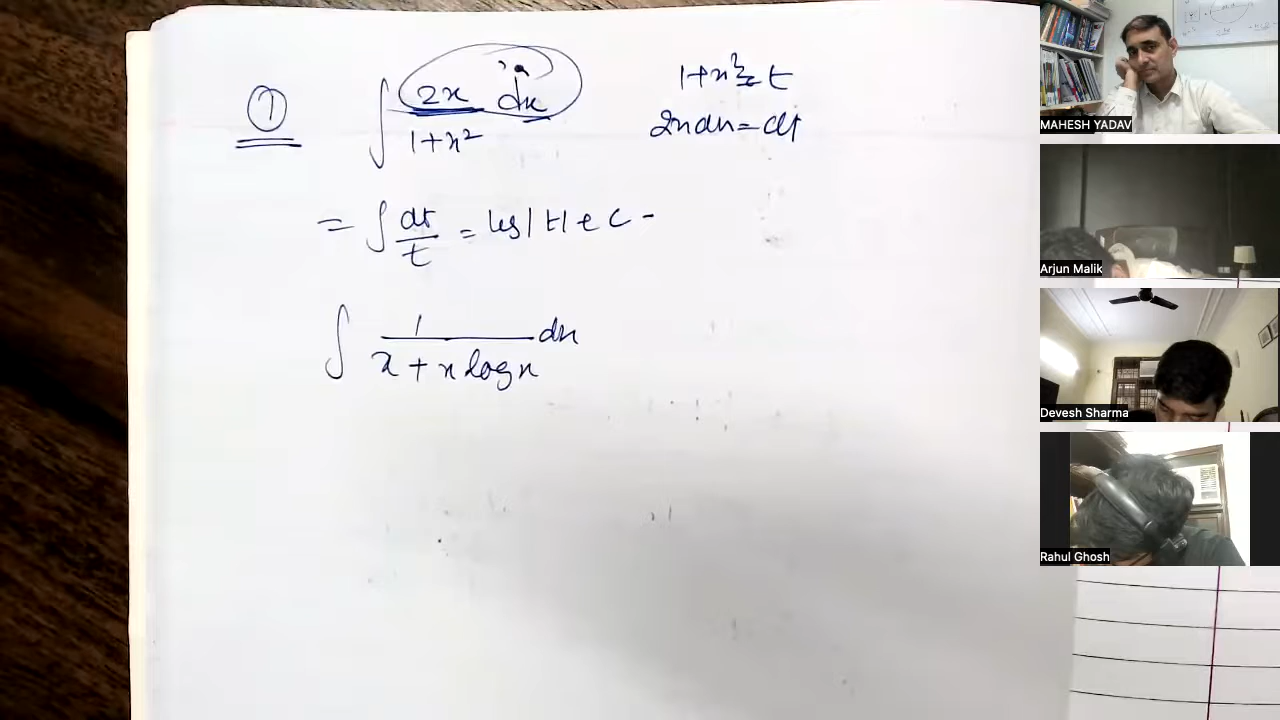 ① ∫ 2x dx / 1+x² 1+x² = t
2x dx = dt
= ∫ dt/t = log|t| + c -
∫ 1 / x + x log x dx
MAHESH YADAV
Arjun Malik
Devesh Sharma
Rahul Ghosh